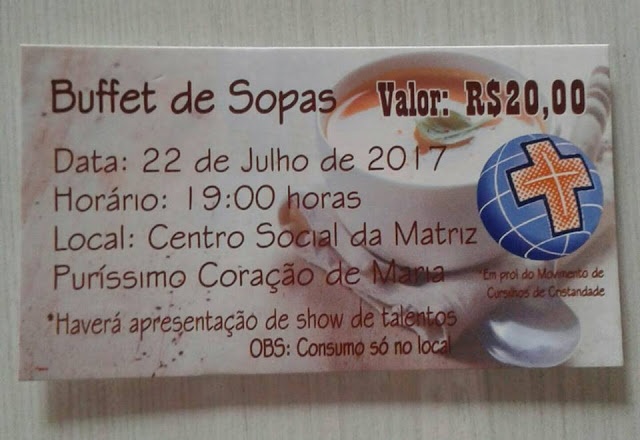 Buffet de Sopas Valor: R$20,00
Data: 22 de Julho de 2017
Horário: 19:00 horas
Local: Centro Social da Matriz
Puríssimo Coração de Maria
*Em prol do Movimento de
Cursilhos de Cristandade
*Haverá apresentação de show de talentos
OBS: Consumo só no local